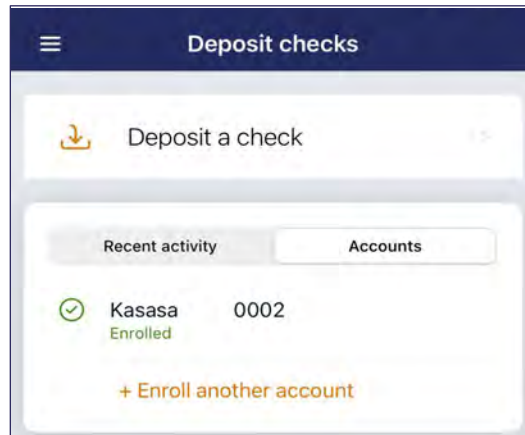 Deposit checks
Deposit a check
Recent activity Accounts
Kasasa 0002
Enrolled
+ Enroll another account